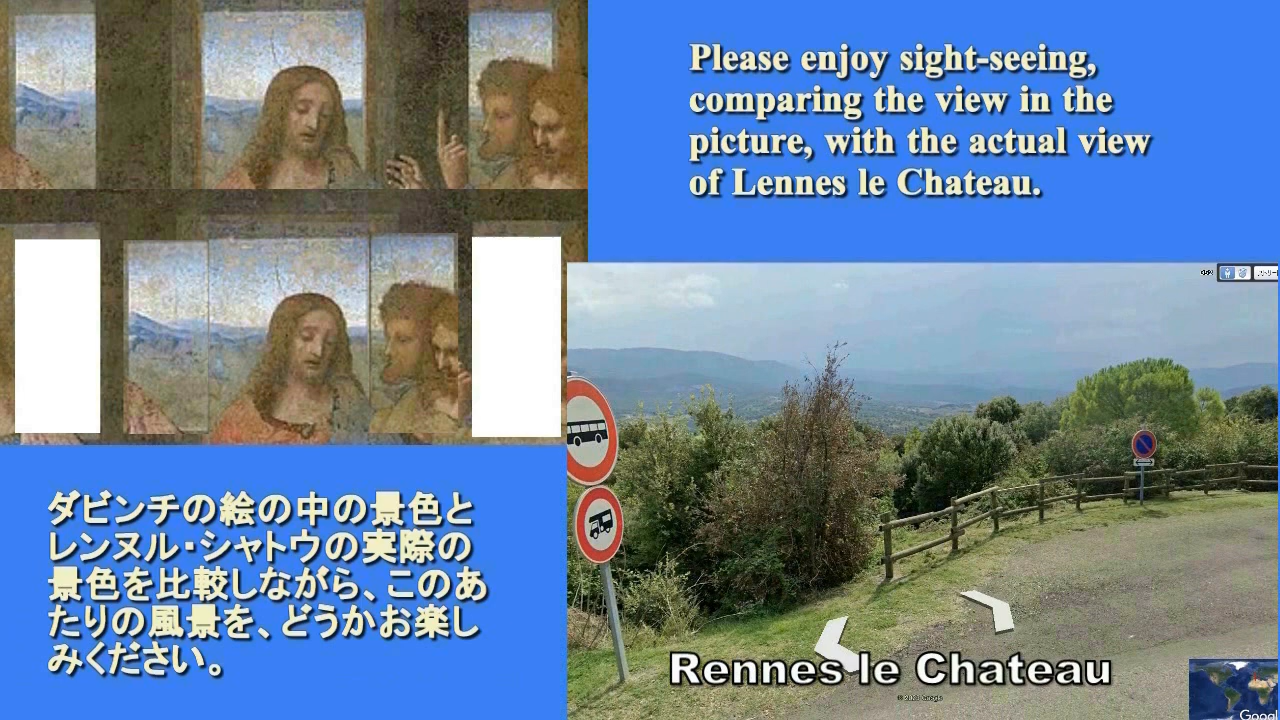 Please enjoy sight-seeing,
comparing the view in the
picture, with the actual view
of Lennes le Chateau.
ダビンチの絵の中の景色と
レンヌル・シャトウの実際の
景色を比較しながら、このあ
たりの風景を、どうかお楽し
みください。
Rennes le Chateau
Googl